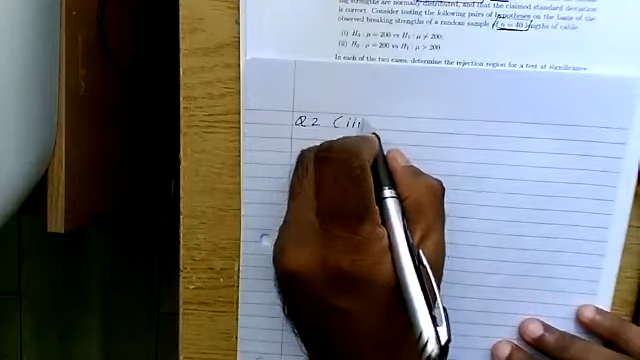 ing strengths are normally distributed, and that the claimed standard deviation
is correct. Consider testing the following pairs of hypotheses on the basis of the
observed breaking strengths of a random sample of n = 40 lengths of cable.
(i) H₀ : μ = 200 vs H₁ : μ ≠ 200;
(ii) H₀ : μ = 200 vs H₁ : μ > 200
In each of the two cases, determine the rejection region for a test at significance
Q2 (iii